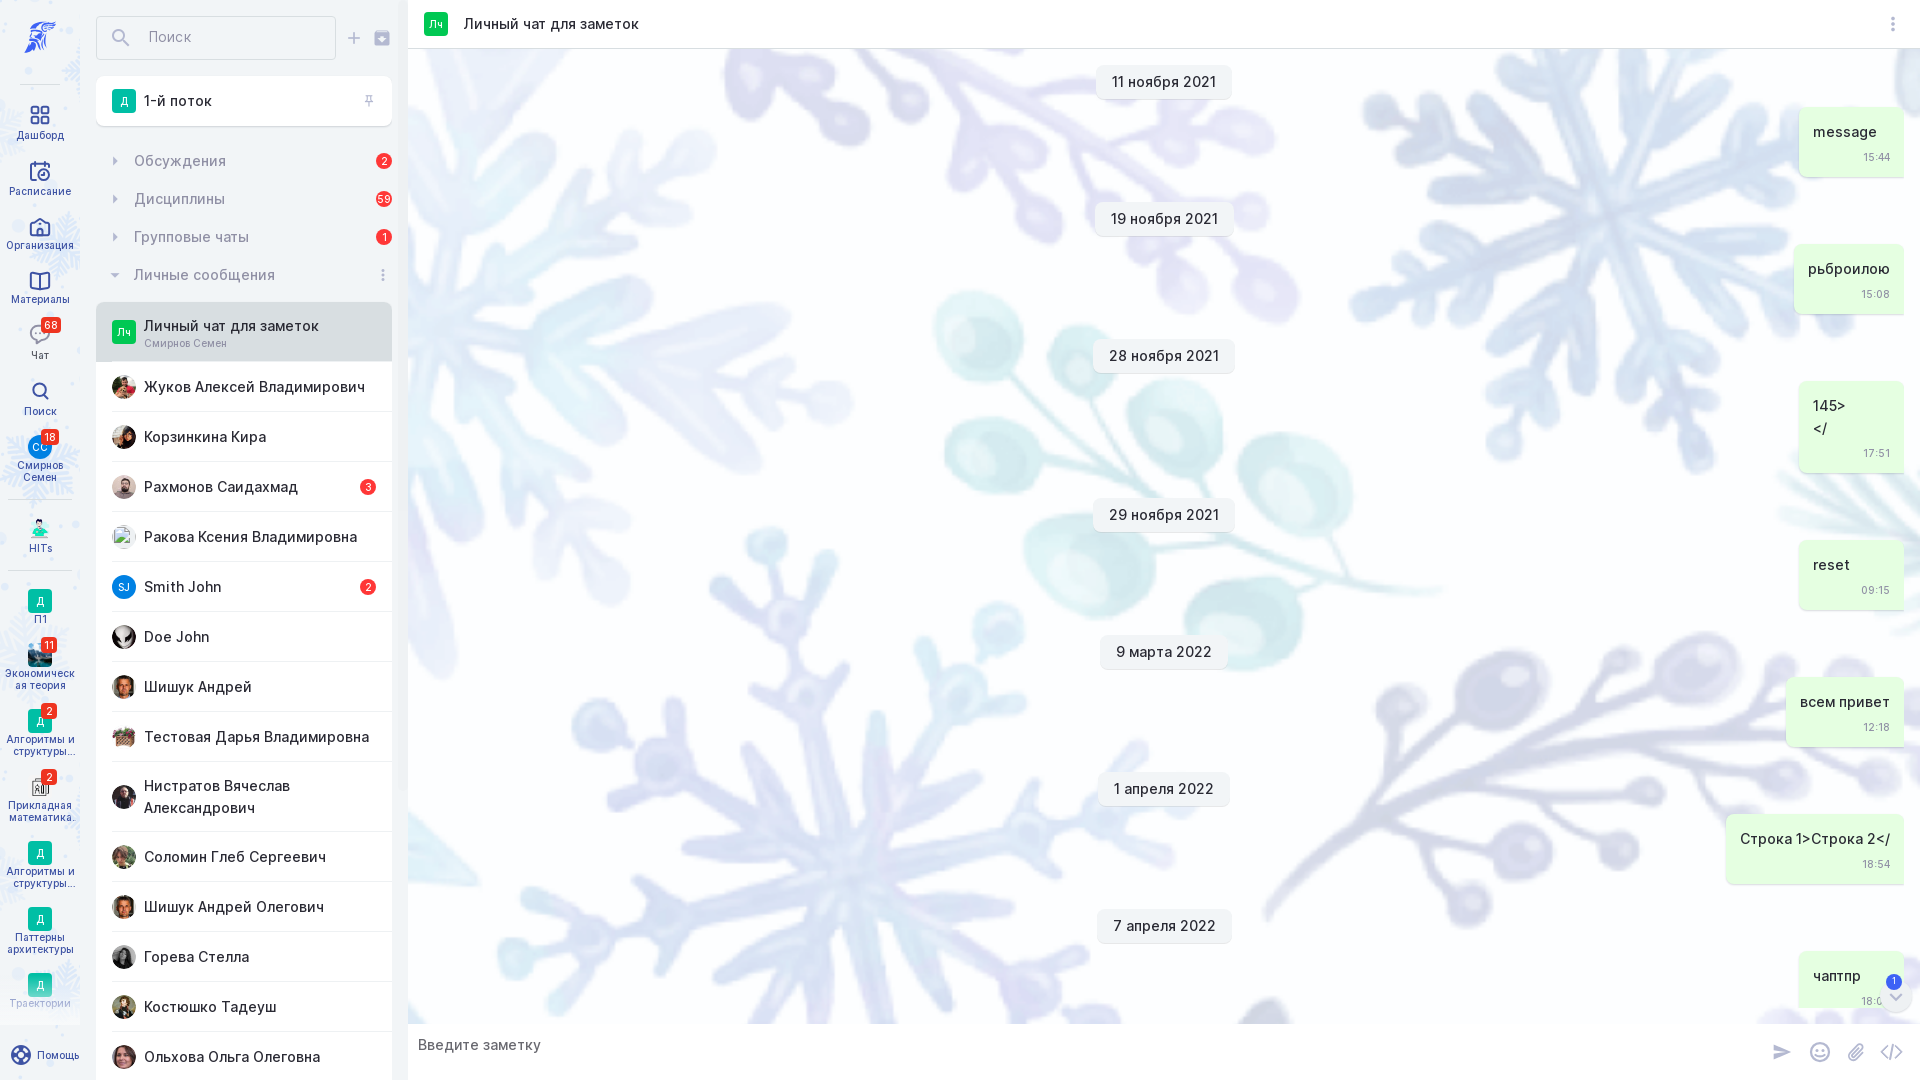 Дашборд
Расписание
Организация
Материалы
68
Чат
Поиск
18
СС
Смирнов
Семен
HITs
Д
П1
11
Экономическ
ая теория
2
Д
Алгоритмы и
структуры...
2
Прикладная
математика.
Д
Алгоритмы и
структуры...
Д
Паттерны
архитектуры
Д
Траектории
Помощь
Поиск
Д
1-й поток
Обсуждения
2
Дисциплины
59
Групповые чаты
1
Личные сообщения
Лч
Личный чат для заметок
Смирнов Семен
Жуков Алексей Владимирович
Корзинкина Кира
Рахмонов Саидахмад
3
Ракова Ксения Владимировна
SJ
Smith John
2
Doe John
Шишук Андрей
Тестовая Дарья Владимировна
Нистратов Вячеслав
Александрович
Соломин Глеб Сергеевич
Шишук Андрей Олегович
Горева Стелла
Костюшко Тадеуш
Ольхова Ольга Олеговна
Лч
Личный чат для заметок
11 ноября 2021
message
15:44
19 ноября 2021
рьброилою
15:08
28 ноября 2021
145>
</
17:51
29 ноября 2021
reset
09:15
9 марта 2022
всем привет
12:18
1 апреля 2022
Строка 1>Строка 2</
18:54
7 апреля 2022
чаптпр
1
Введите заметку